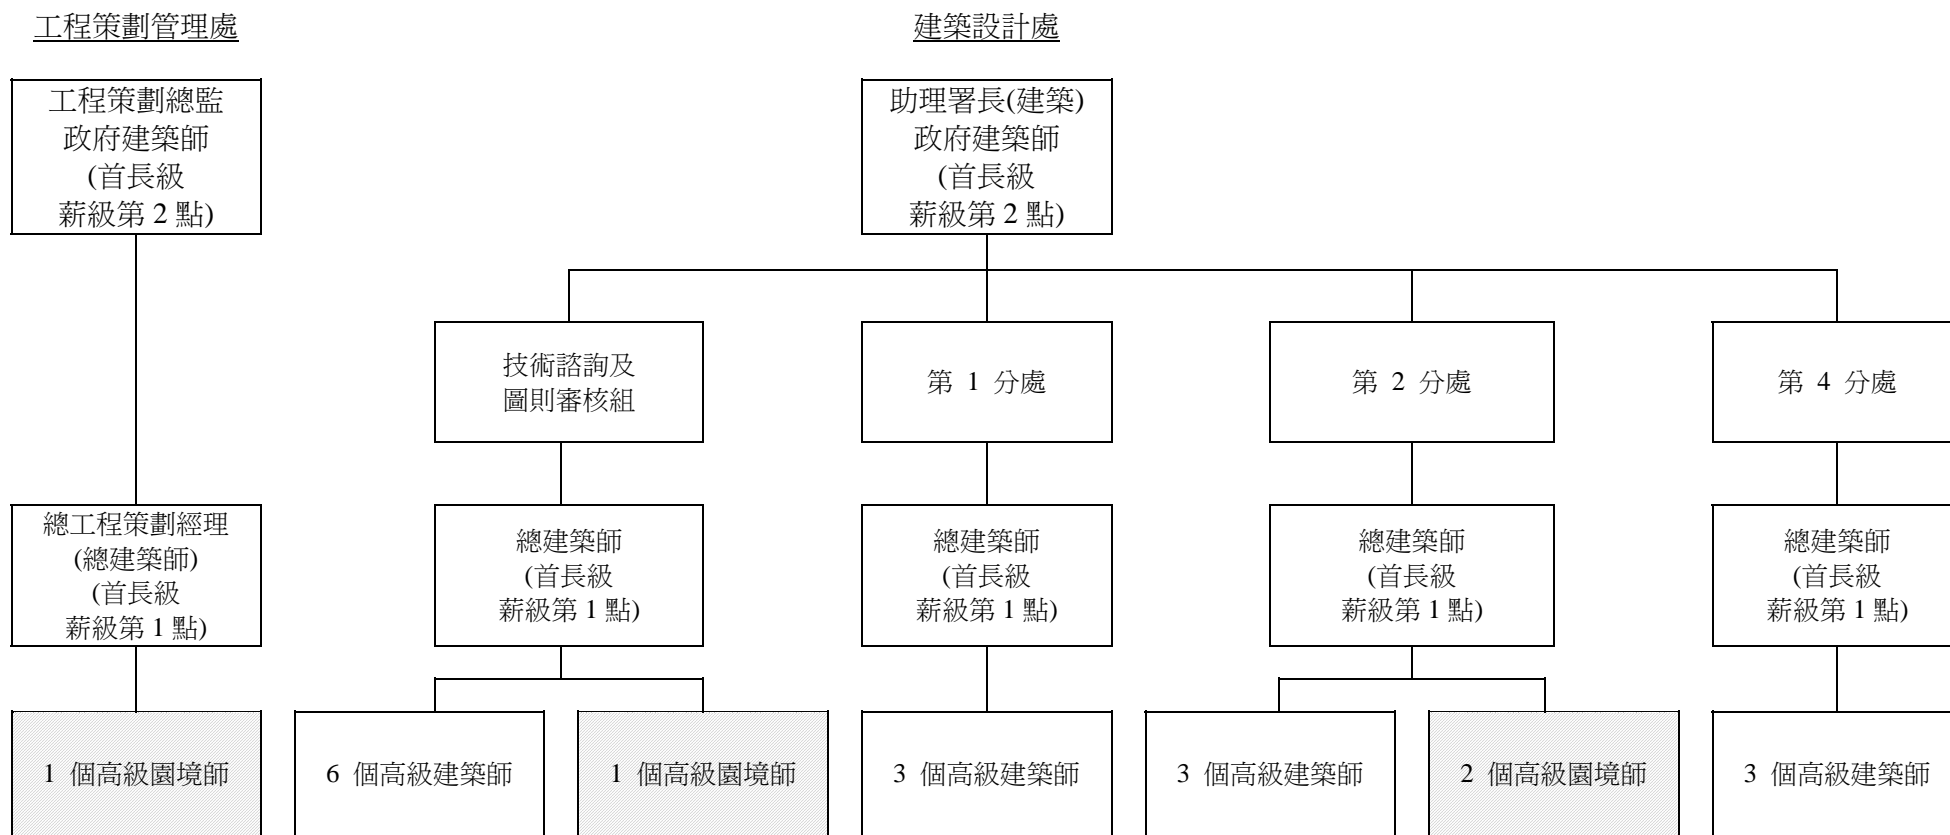 工程策劃管理處
建築設計處
工程策劃總監
政府建築師
(首長級
薪級第 2 點)
助理署長(建築)
政府建築師
(首長級
薪級第 2 點)
技術諮詢及
圖則審核組
第 1 分處
第 2 分處
第 4 分處
總工程策劃經理
(總建築師)
(首長級
薪級第 1 點)
總建築師
(首長級
薪級第 1 點)
總建築師
(首長級
薪級第 1 點)
總建築師
(首長級
薪級第 1 點)
總建築師
(首長級
薪級第 1 點)
1 個高級園境師
6 個高級建築師
1 個高級園境師
3 個高級建築師
3 個高級建築師
2 個高級園境師
3 個高級建築師